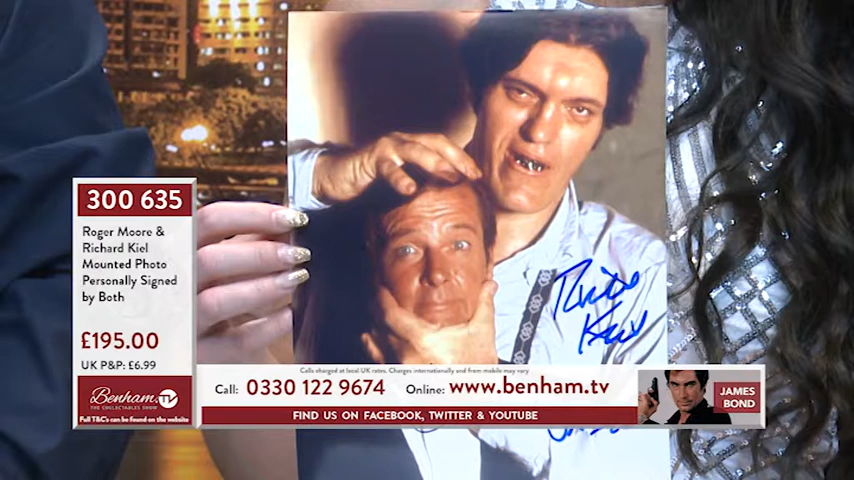 300 635
Roger Moore &
Richard Kiel
Mounted Photo
Personally Signed
by Both
£195.00
UK P&P: £6.99
Benham.TV
THE COLLECTABLES SHOW
Full T&C's can be found on the website
Calls charged at local UK rates. Charges internationally and from mobile may vary
Call: 0330 122 9674 Online: www.benham.tv
FIND US ON FACEBOOK, TWITTER & YOUTUBE
JAMES
BOND